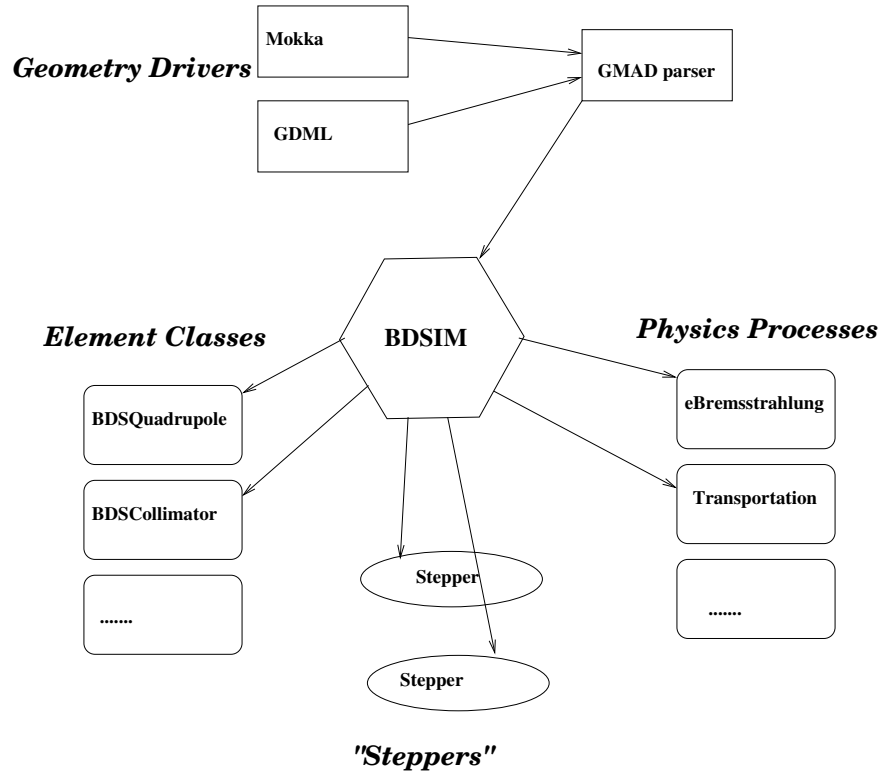 Mokka
Geometry Drivers
GMAD parser
GDML
Element Classes
BDSIM
Physics Processes
BDSQuadrupole
eBremsstrahlung
BDSCollimator
Transportation
Stepper
.......
.......
Stepper
"Steppers"